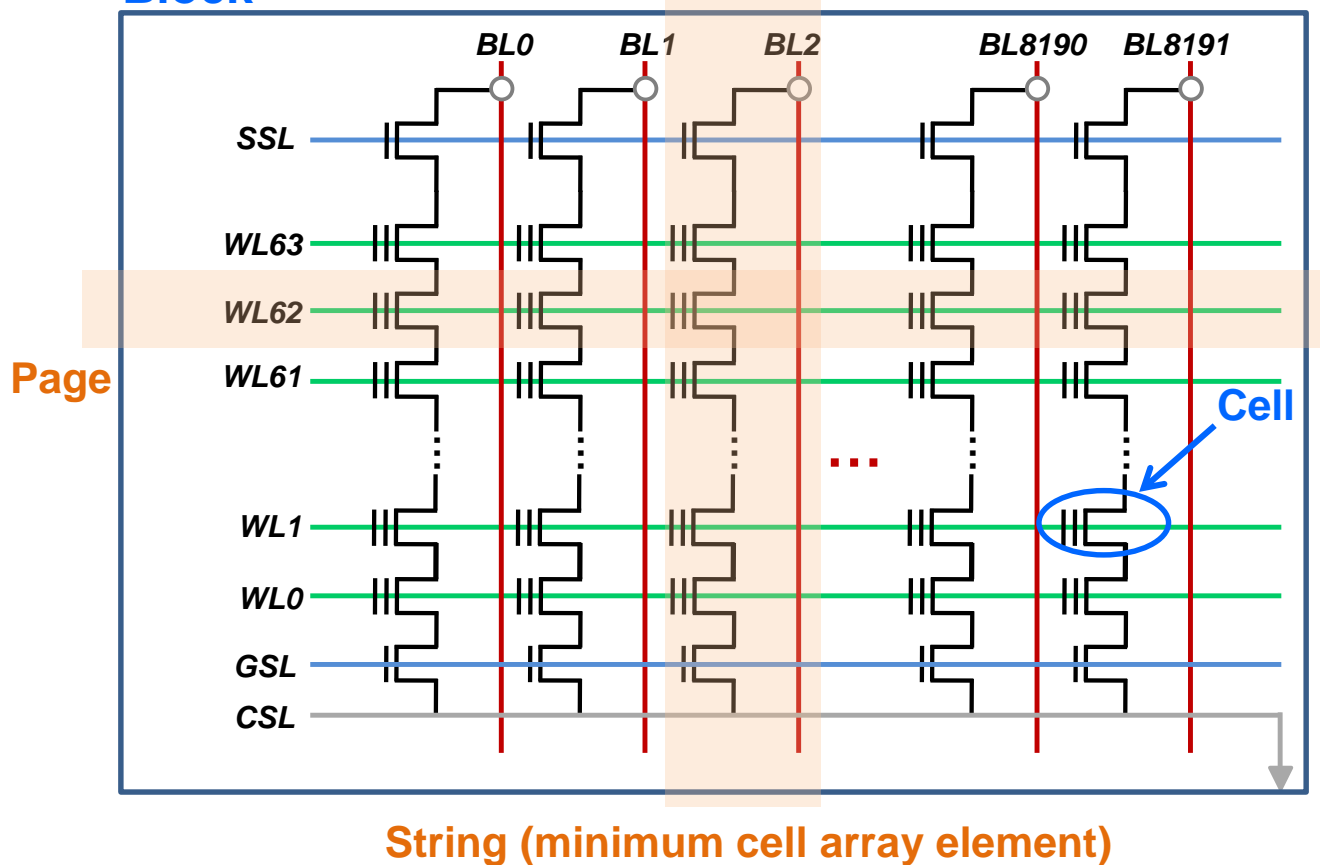 Block
BL0 BL1 BL2 BL8190 BL8191
SSL
WL63
WL62
Page
WL61
Cell
...
WL1
WL0
GSL
CSL
String (minimum cell array element)